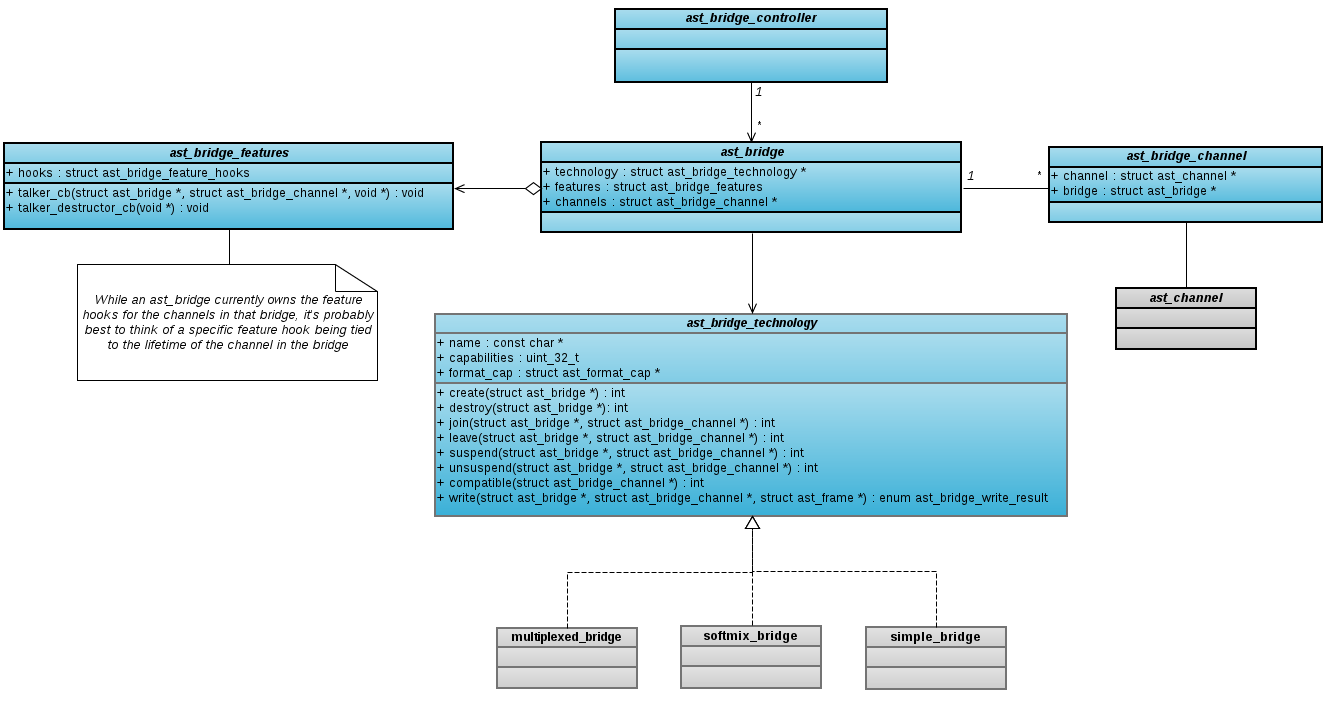 ast_bridge_controller
1
*
ast_bridge_features
+ hooks : struct ast_bridge_feature_hooks
+ talker_cb(struct ast_bridge *, struct ast_bridge_channel *, void *) : void
+ talker_destructor_cb(void *) : void
ast_bridge
+ technology : struct ast_bridge_technology *
+ features : struct ast_bridge_features
+ channels : struct ast_bridge_channel *
1
*
ast_bridge_channel
+ channel : struct ast_channel *
+ bridge : struct ast_bridge *
While an ast_bridge currently owns the feature
hooks for the channels in that bridge, it's probably
best to think of a specific feature hook being tied
to the lifetime of the channel in the bridge
ast_channel
ast_bridge_technology
+ name : const char *
+ capabilities : uint_32_t
+ format_cap : struct ast_format_cap *
+ create(struct ast_bridge *) : int
+ destroy(struct ast_bridge *): int
+ join(struct ast_bridge *, struct ast_bridge_channel *) : int
+ leave(struct ast_bridge *, struct ast_bridge_channel *) : int
+ suspend(struct ast_bridge *, struct ast_bridge_channel *) : int
+ unsuspend(struct ast_bridge *, struct ast_bridge_channel *) : int
+ compatible(struct ast_bridge_channel *) : int
+ write(struct ast_bridge *, struct ast_bridge_channel *, struct ast_frame *) : enum ast_bridge_write_result
multiplexed_bridge
softmix_bridge
simple_bridge